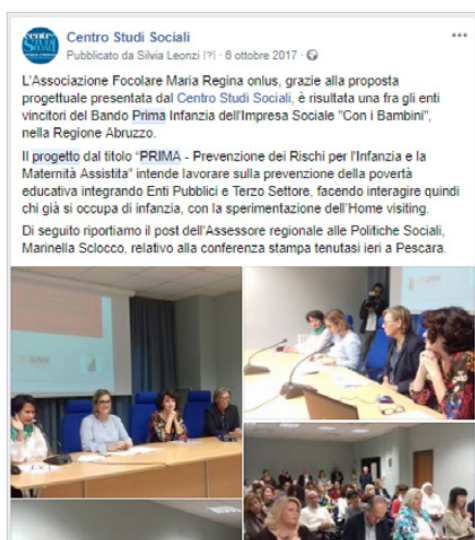 Centro Studi Sociali
Pubblicato da Silvia Leonzi [?] · 6 ottobre 2017 ·
L'Associazione Focolare Maria Regina onlus, grazie alla proposta
progettuale presentata dal Centro Studi Sociali, è risultata una fra gli enti
vincitori del Bando Prima Infanzia dell'Impresa Sociale "Con i Bambini",
nella Regione Abruzzo.
Il progetto dal titolo "PRIMA - Prevenzione dei Rischi per l'Infanzia e la
Maternità Assistita" intende lavorare sulla prevenzione della povertà
educativa integrando Enti Pubblici e Terzo Settore, facendo interagire quindi
chi già si occupa di infanzia, con la sperimentazione dell'Home visiting.
Di seguito riportiamo il post dell'Assessore regionale alle Politiche Sociali,
Marinella Sclocco, relativo alla conferenza stampa tenutasi ieri a Pescara.